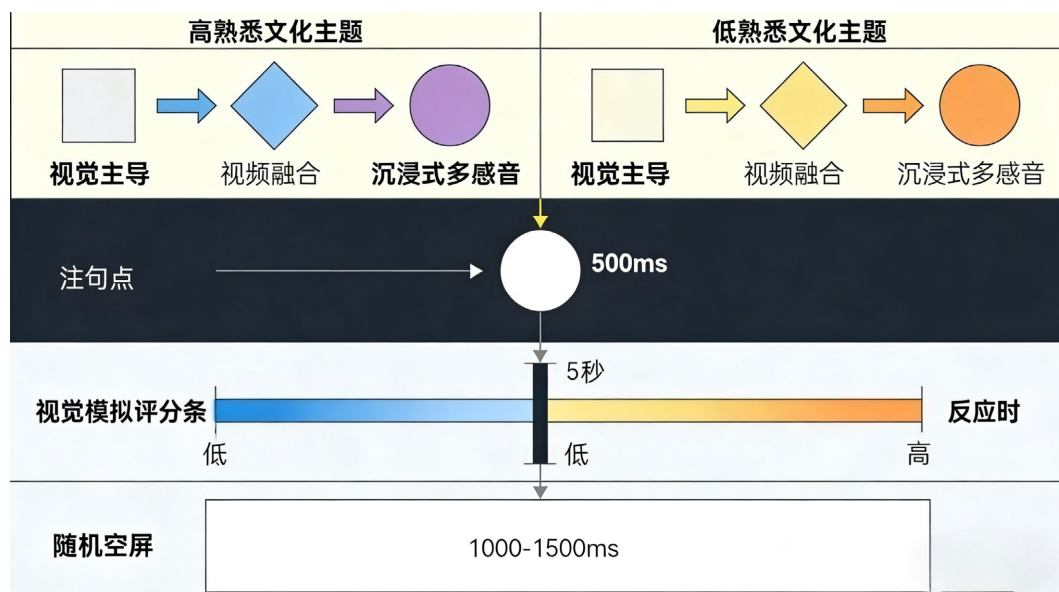 高熟悉文化主题
低熟悉文化主题
视觉主导
视频融合
沉浸式多感音
视觉主导
视频融合
沉浸式多感音
注句点
500ms
5秒
视觉模拟评分条
反应时
低
低
高
随机空屏
1000-1500ms